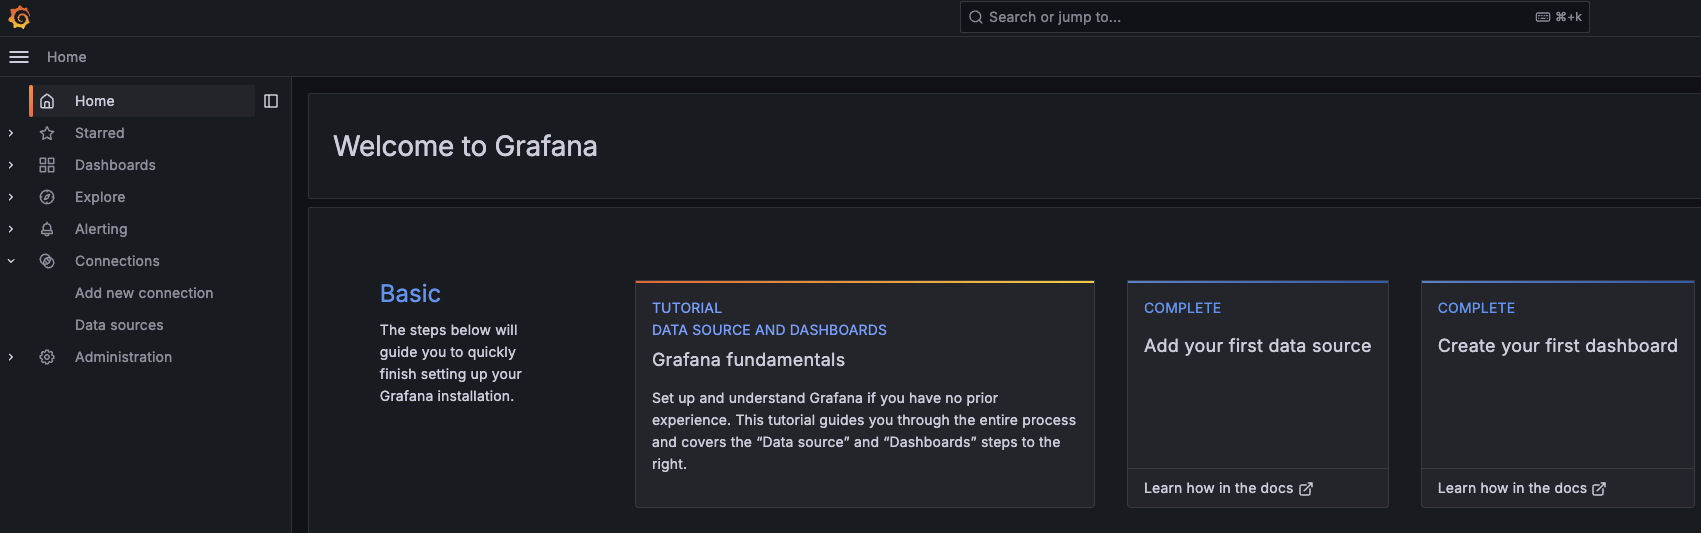 Search or jump to...
⌘+k
Home
Home
Starred
Dashboards
Explore
Alerting
Connections
Add new connection
Data sources
Administration
Welcome to Grafana
Basic
The steps below will
guide you to quickly
finish setting up your
Grafana installation.
TUTORIAL
DATA SOURCE AND DASHBOARDS
Grafana fundamentals
Set up and understand Grafana if you have no prior
experience. This tutorial guides you through the entire process
and covers the “Data source” and “Dashboards” steps to the
right.
COMPLETE
Add your first data source
Learn how in the docs
COMPLETE
Create your first dashboard
Learn how in the docs